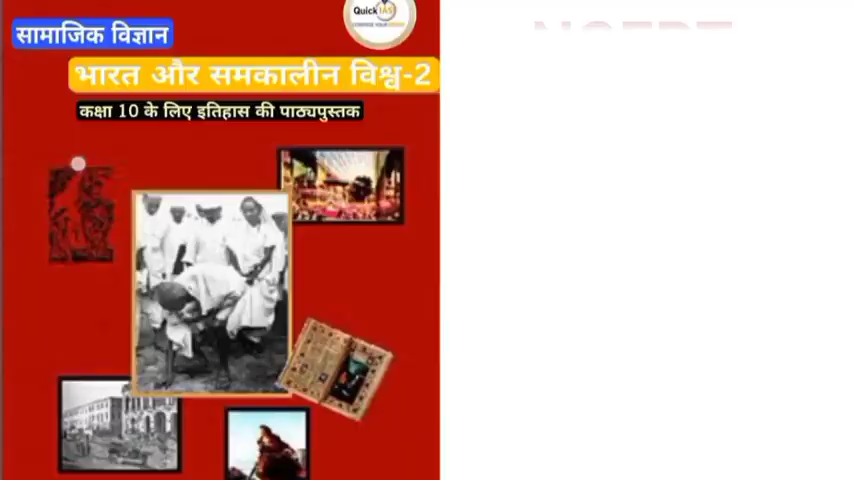 Quick IAS
सामाजिक विज्ञान
भारत और समकालीन विश्व-2
कक्षा 10 के लिए इतिहास की पाठ्यपुस्तक